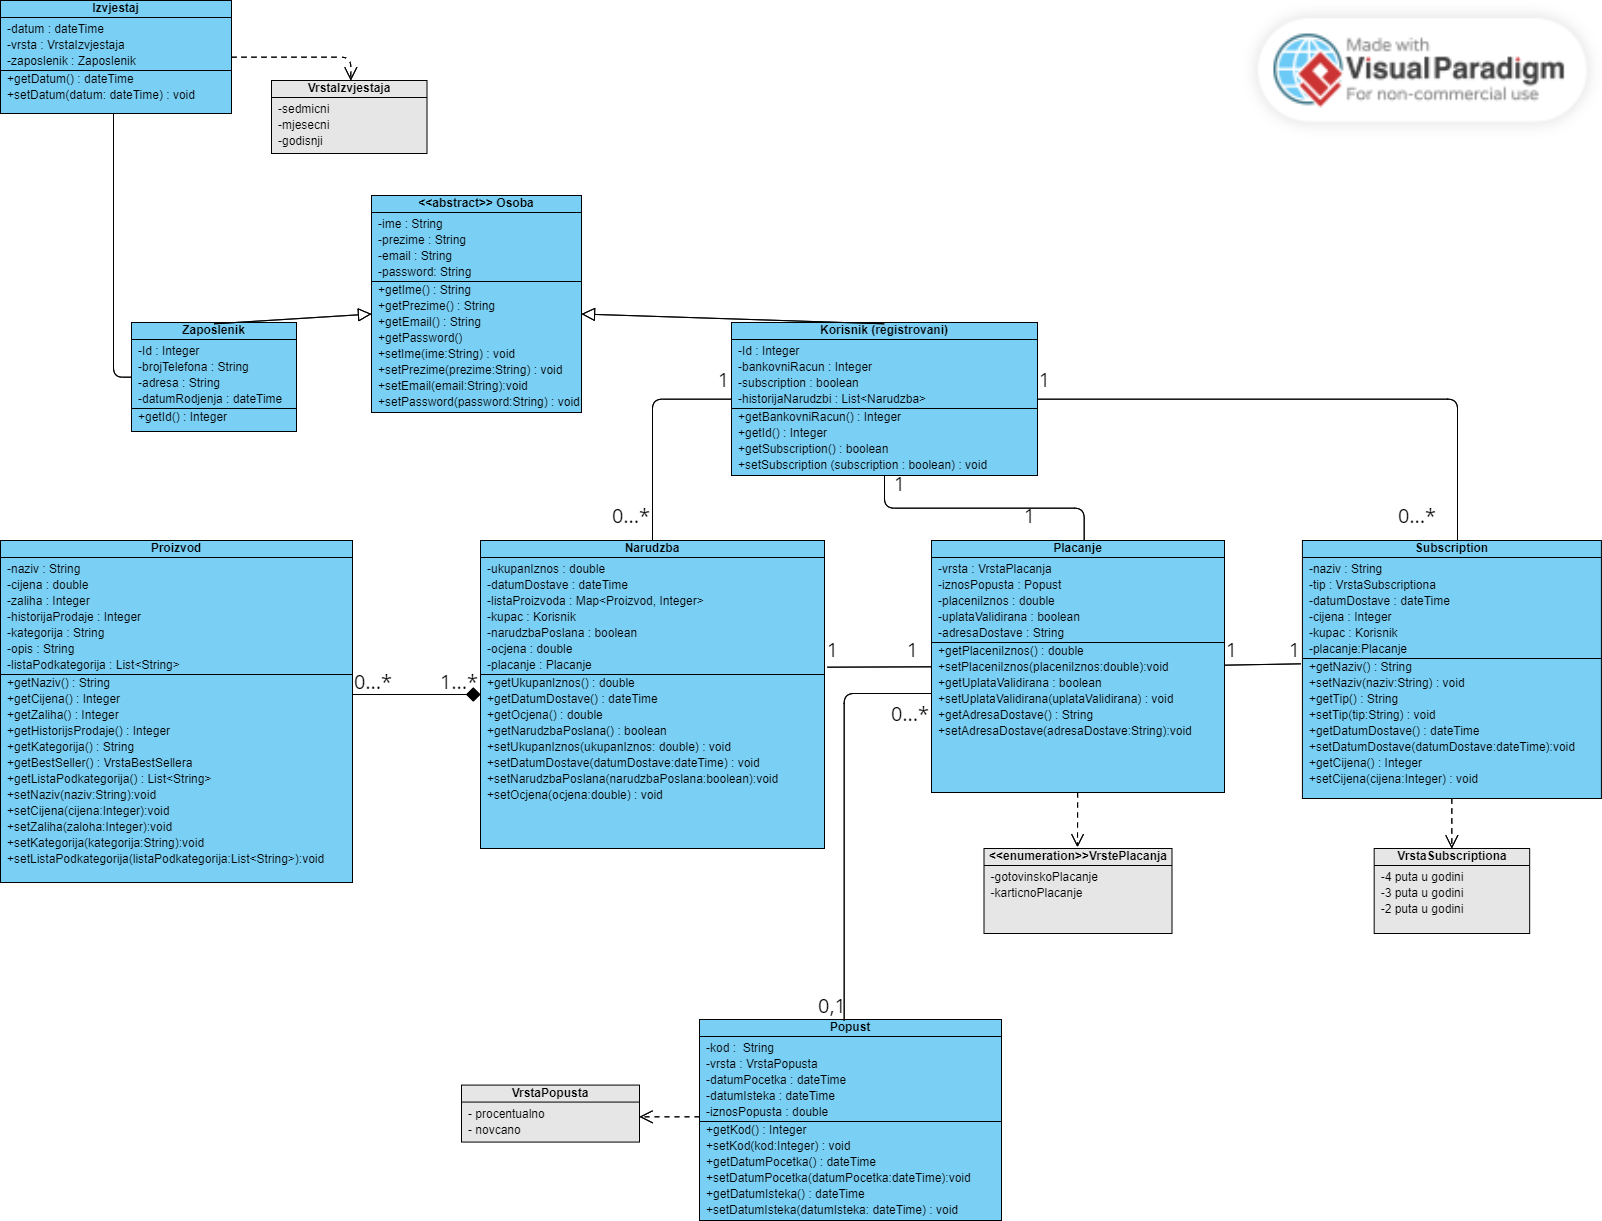 Izvjestaj
-datum : dateTime
-vrsta : VrstaIzvjestaja
-zaposlenik : Zaposlenik
+getDatum() : dateTime
+setDatum(datum: dateTime) : void
VrstaIzvjestaja
-sedmicni
-mjesecni
-godisnji
Made with
VisualParadigm
For non-commercial use
<<abstract>> Osoba
-ime : String
-prezime : String
-email : String
-password: String
+getIme() : String
+getPrezime() : String
+getEmail() : String
+getPassword()
+setIme(ime:String) : void
+setPrezime(prezime:String) : void
+setEmail(email:String):void
+setPassword(password:String) : void
Zaposlenik
-Id : Integer
-brojTelefona : String
-adresa : String
-datumRodjenja : dateTime
+getId() : Integer
Korisnik (registrovani)
-Id : Integer
-bankovniRacun : Integer
-subscription : boolean
-historijaNarudzbi : List<Narudzba>
+getBankovniRacun() : Integer
+getId() : Integer
+getSubscription() : boolean
+setSubscription (subscription : boolean) : void
1
1
1
1
0...*
0...*
Proizvod
-naziv : String
-cijena : double
-zaliha : Integer
-historijaProdaje : Integer
-kategorija : String
-opis : String
-listaPodkategorija : List<String>
+getNaziv() : String
+getCijena() : Integer
+getZaliha() : Integer
+getHistorijsProdaje() : Integer
+getKategorija() : String
+getBestSeller() : VrstaBestSellera
+getListaPodkategorija() : List<String>
+setNaziv(naziv:String):void
+setCijena(cijena:Integer):void
+setZaliha(zaloha:Integer):void
+setKategorija(kategorija:String):void
+setListaPodkategorija(listaPodkategorija:List<String>):void
0...*
1...*
Narudzba
-ukupanIznos : double
-datumDostave : dateTime
-listaProizvoda : Map<Proizvod, Integer>
-kupac : Korisnik
-narudzbaPoslana : boolean
-ocjena : double
-placanje : Placanje
+getUkupanIznos() : double
+getDatumDostave() : dateTime
+getOcjena() : double
+getNarudzbaPoslana() : boolean
+setUkupanIznos(ukupanIznos: double) : void
+setDatumDostave(datumDostave:dateTime) : void
+setNarudzbaPoslana(narudzbaPoslana:boolean):void
+setOcjena(ocjena:double) : void
1
1
0...*
Placanje
-vrsta : VrstaPlacanja
-iznosPopusta : Popust
-placeniIznos : double
-uplataValidirana : boolean
-adresaDostave : String
+getPlaceniIznos() : double
+setPlaceniIznos(placeniIznos:double):void
+getUplataValidirana : boolean
+setUplataValidirana(uplataValidirana) : void
+getAdresaDostave() : String
+setAdresaDostave(adresaDostave:String):void
1
1
Subscription
-naziv : String
-tip : VrstaSubscriptiona
-datumDostave : dateTime
-cijena : Integer
-kupac : Korisnik
-placanje:Placanje
+getNaziv() : String
+setNaziv(naziv:String) : void
+getTip() : String
+setTip(tip:String) : void
+getDatumDostave() : dateTime
+setDatumDostave(datumDostave:dateTime):void
+getCijena() : Integer
+setCijena(cijena:Integer) : void
<<enumeration>>VrstePlacanja
-gotovinskoPlacanje
-karticnoPlacanje
VrstaSubscriptiona
-4 puta u godini
-3 puta u godini
-2 puta u godini
0,1
Popust
-kod : String
-vrsta : VrstaPopusta
-datumPocetka : dateTime
-datumIsteka : dateTime
-iznosPopusta : double
+getKod() : Integer
+setKod(kod:Integer) : void
+getDatumPocetka() : dateTime
+setDatumPocetka(datumPocetka:dateTime):void
+getDatumIsteka() : dateTime
+setDatumIsteka(datumIsteka: dateTime) : void
VrstaPopusta
- procentualno
- novcano